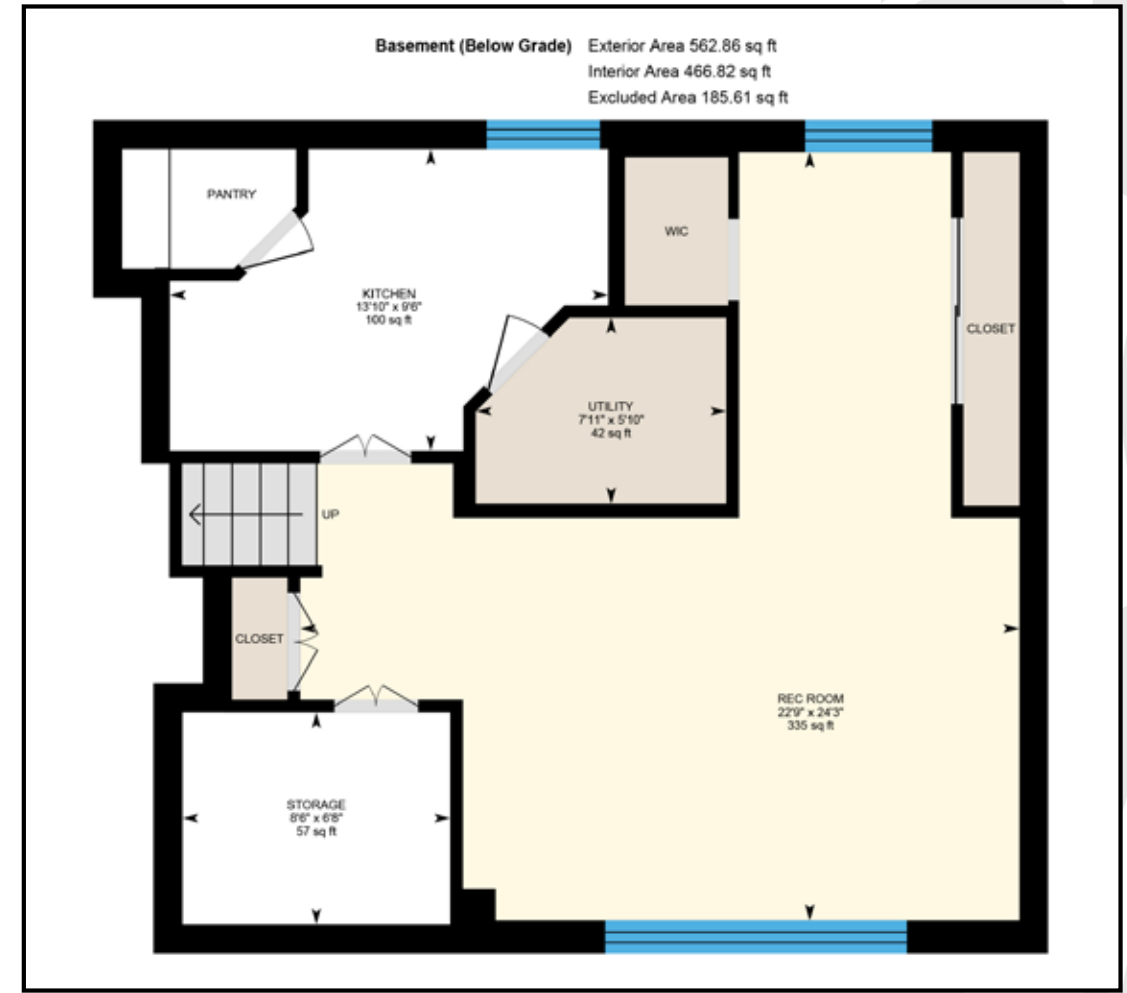 Basement (Below Grade) Exterior Area 562.86 sq ft
Interior Area 466.82 sq ft
Excluded Area 185.61 sq ft
PANTRY
WIC
KITCHEN
13'10" x 9'6"
100 sq ft
CLOSET
UTILITY
7'11" x 5'10"
42 sq ft
UP
CLOSET
REC ROOM
22'9" x 24'3"
335 sq ft
STORAGE
8'6" x 6'8"
57 sq ft